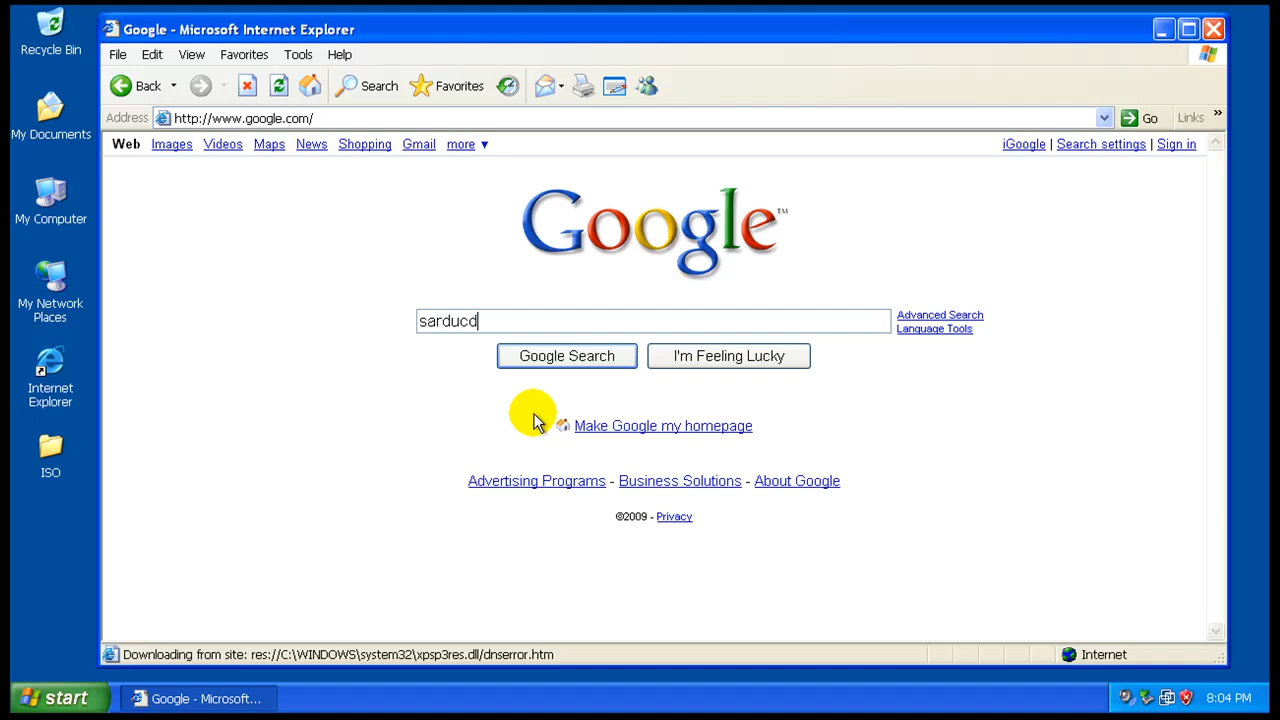 Recycle Bin
My Documents
My Computer
My Network
Places
Internet
Explorer
ISO
Google - Microsoft Internet Explorer
File Edit View Favorites Tools Help
Back Search Favorites
Address http://www.google.com/ Go Links »
Web Images Videos Maps News Shopping Gmail more ▼ iGoogle | Search settings | Sign in
Google™
sarducd
Advanced Search
Language Tools
Google Search I'm Feeling Lucky
Make Google my homepage
Advertising Programs - Business Solutions - About Google
©2009 - Privacy
Downloading from site: res://C:\WINDOWS\system32\xpsp3res.dll/dnserror.htm Internet
start Google - Microsoft... 8:04 PM